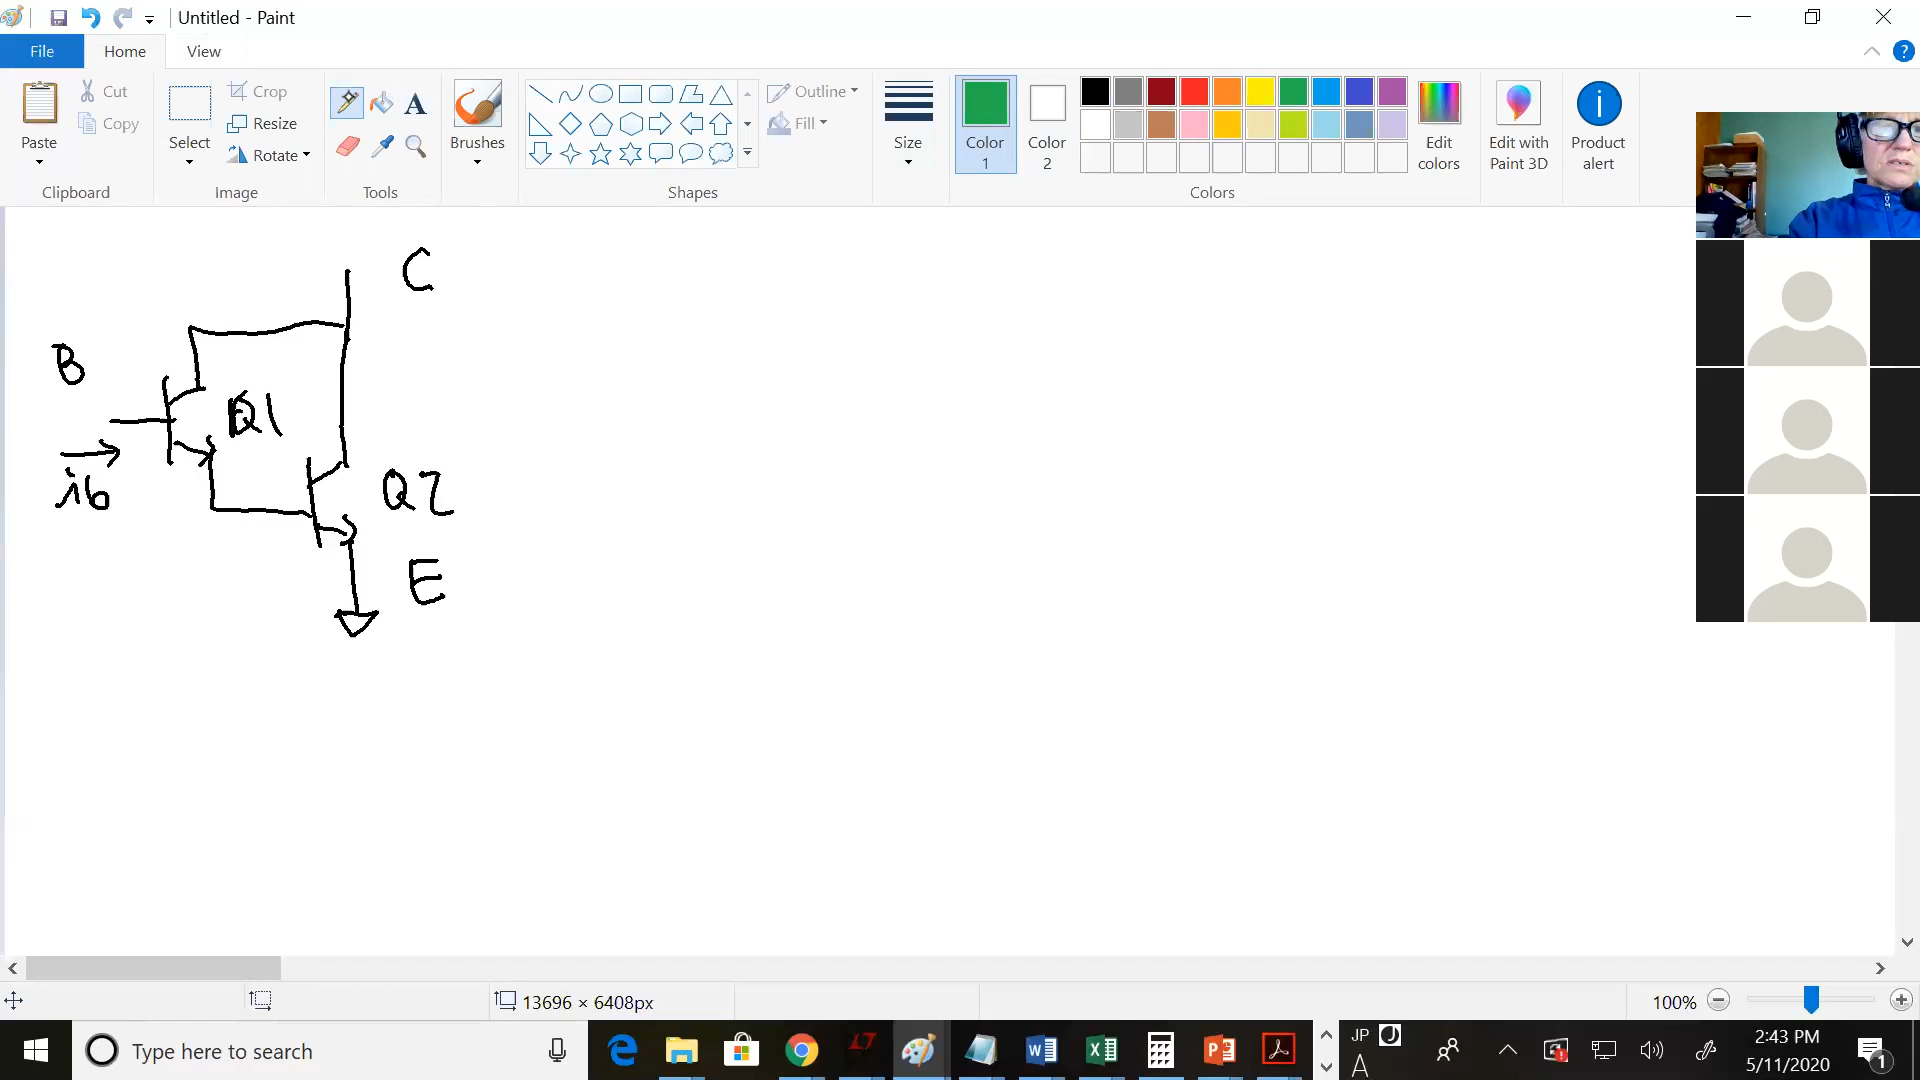 Untitled - Paint
File Home View
Paste
Cut
Copy
Clipboard
Select
Crop
Resize
Rotate
Image
A
Tools
Brushes
Shapes
Outline
Fill
Size
Color 1
Color 2
Edit colors
Colors
Edit with Paint 3D
Product alert
C
B
Q1
ib
Q2
E
13696 × 6408px
100%
Type here to search
JP
A
2:43 PM
5/11/2020
1